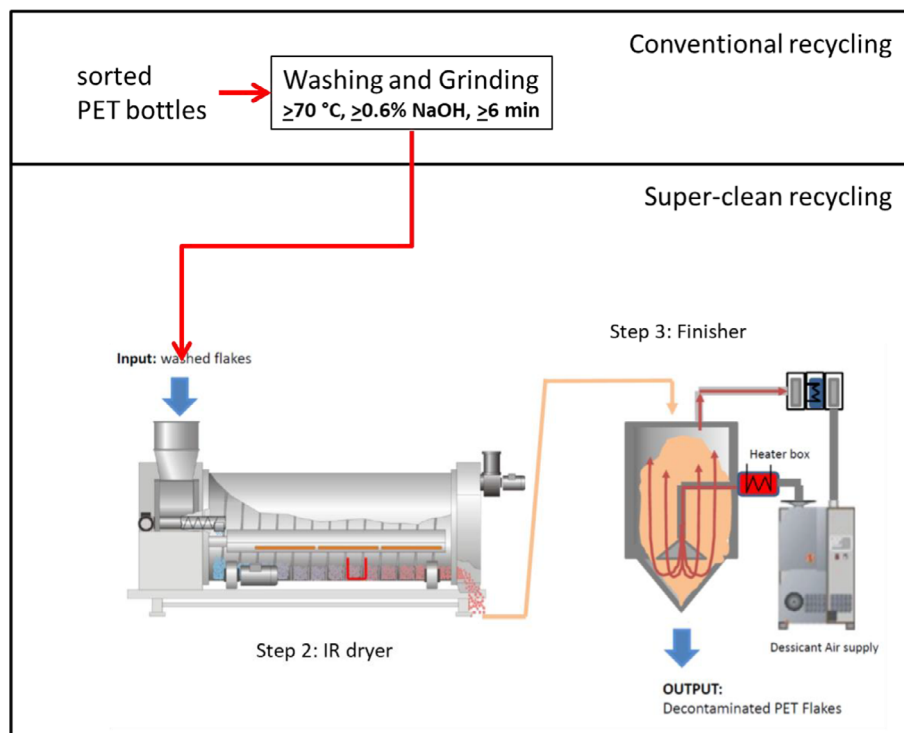 Conventional recycling
sorted
PET bottles
Washing and Grinding
≥70 °C, ≥0.6% NaOH, ≥6 min
Super-clean recycling
Step 3: Finisher
Input: washed flakes
Heater box
Step 2: IR dryer
Dessicant Air supply
OUTPUT:
Decontaminated PET Flakes